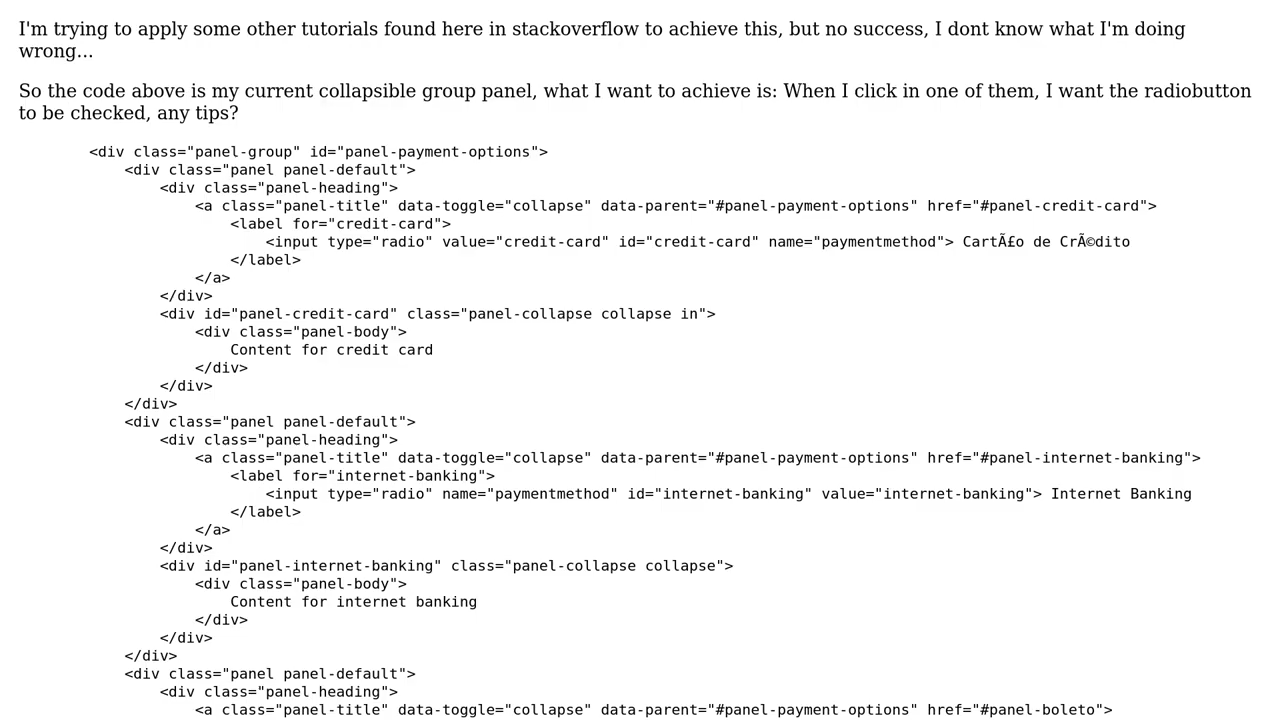 I'm trying to apply some other tutorials found here in stackoverflow to achieve this, but no success, I dont know what I'm doing
wrong...
So the code above is my current collapsible group panel, what I want to achieve is: When I click in one of them, I want the radiobutton
to be checked, any tips?
<div class="panel-group" id="panel-payment-options">
<div class="panel panel-default">
<div class="panel-heading">
<a class="panel-title" data-toggle="collapse" data-parent="#panel-payment-options" href="#panel-credit-card">
<label for="credit-card">
<input type="radio" value="credit-card" id="credit-card" name="paymentmethod"> CartÃ£o de CrÃ©dito
</label>
</a>
</div>
<div id="panel-credit-card" class="panel-collapse collapse in">
<div class="panel-body">
Content for credit card
</div>
</div>
</div>
<div class="panel panel-default">
<div class="panel-heading">
<a class="panel-title" data-toggle="collapse" data-parent="#panel-payment-options" href="#panel-internet-banking">
<label for="internet-banking">
<input type="radio" name="paymentmethod" id="internet-banking" value="internet-banking"> Internet Banking
</label>
</a>
</div>
<div id="panel-internet-banking" class="panel-collapse collapse">
<div class="panel-body">
Content for internet banking
</div>
</div>
</div>
<div class="panel panel-default">
<div class="panel-heading">
<a class="panel-title" data-toggle="collapse" data-parent="#panel-payment-options" href="#panel-boleto">